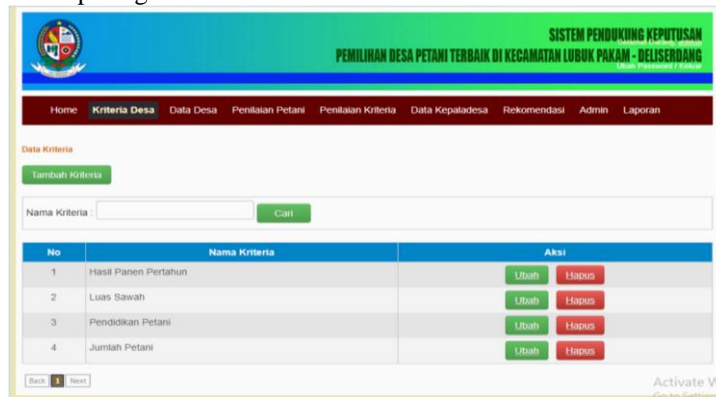 SISTEM PENDUKUNG KEPUTUSAN
PEMILIHAN DESA PETANI TERBAIK DI KECAMATAN LUBUK PAKAM - DELISERDANG
Home Kriteria Desa Data Desa Penilaian Petani Penilaian Kriteria Data Kepaladesa Rekomendasi Admin Laporan
Data Kriteria
Tambah Kriteria
Nama Kriteria : Cari
No Nama Kriteria Aksi
1 Hasil Panen Pertahun Ubah Hapus
2 Luas Sawah Ubah Hapus
3 Pendidikan Petani Ubah Hapus
4 Jumlah Petani Ubah Hapus
Back 1 Next
Activate